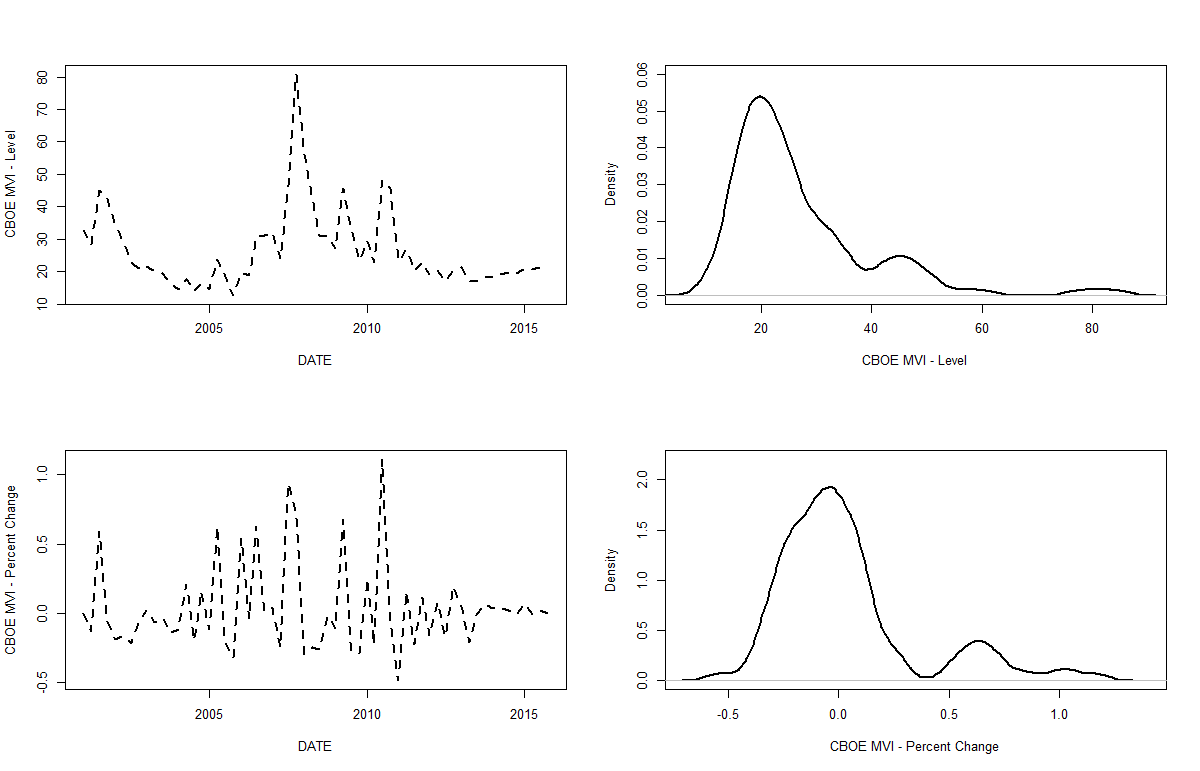 CBOE MVI - Level
80
70
60
50
40
30
20
10
2005 2010 2015
DATE
Density
0.06
0.05
0.04
0.03
0.02
0.01
0.00
20 40 60 80
CBOE MVI - Level
CBOE MVI - Percent Change
1.0
0.5
0.0
-0.5
2005 2010 2015
DATE
Density
2.0
1.5
1.0
0.5
0.0
-0.5 0.0 0.5 1.0
CBOE MVI - Percent Change